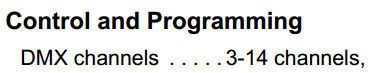 Control and Programming
DMX channels . . . . . 3-14 channels,